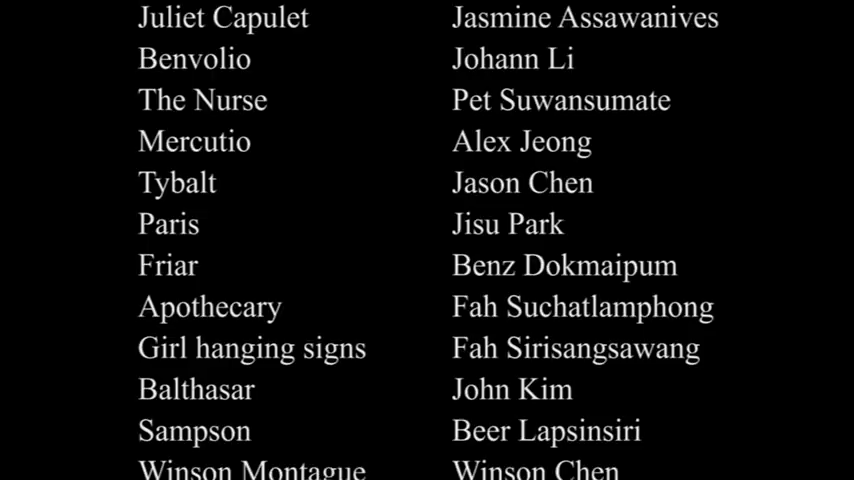 Juliet Capulet Jasmine Assawanives
Benvolio Johann Li
The Nurse Pet Suwansumate
Mercutio Alex Jeong
Tybalt Jason Chen
Paris Jisu Park
Friar Benz Dokmaipum
Apothecary Fah Suchatlamphong
Girl hanging signs Fah Sirisangsawang
Balthasar John Kim
Sampson Beer Lapsinsiri
Winson Montague Winson Chen